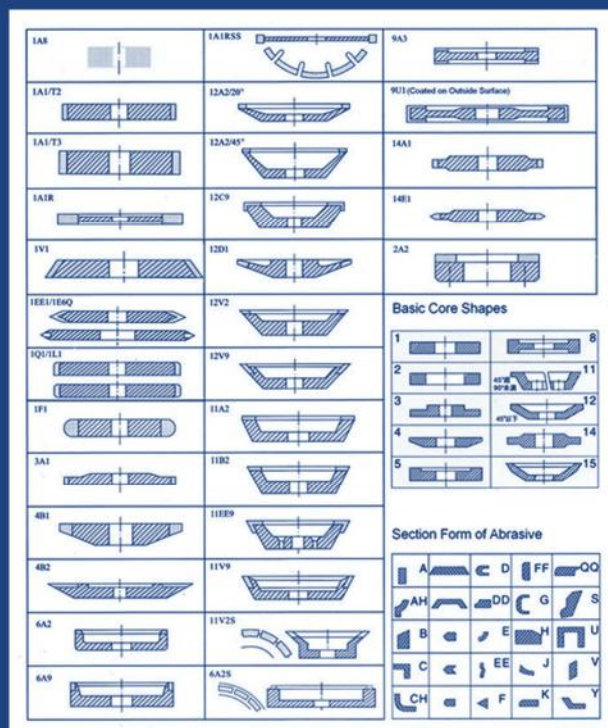 1A8
1A1/T2
1A1/T3
1A1R
1V1
1EE1/1E6Q
1Q1/1L1
1F1
3A1
4B1
4B2
6A2
6A9
1A1RSS
12A2/20°
12A2/45°
12C9
12D1
12V2
12V9
11A2
11B2
11EE9
11V9
11V2S
6A2S
9A3
9U1 (Coated on Outside Surface)
14A1
14E1
2A2
Basic Core Shapes
1 8
2 11
3 12
4 14
5 15
Section Form of Abrasive
A D FF QQ
AH DD G S
B E H U
C EE J V
CH F K Y